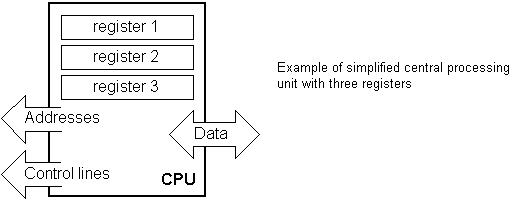 register 1
register 2
register 3
Addresses
Data
Control lines
CPU
Example of simplified central processing
unit with three registers